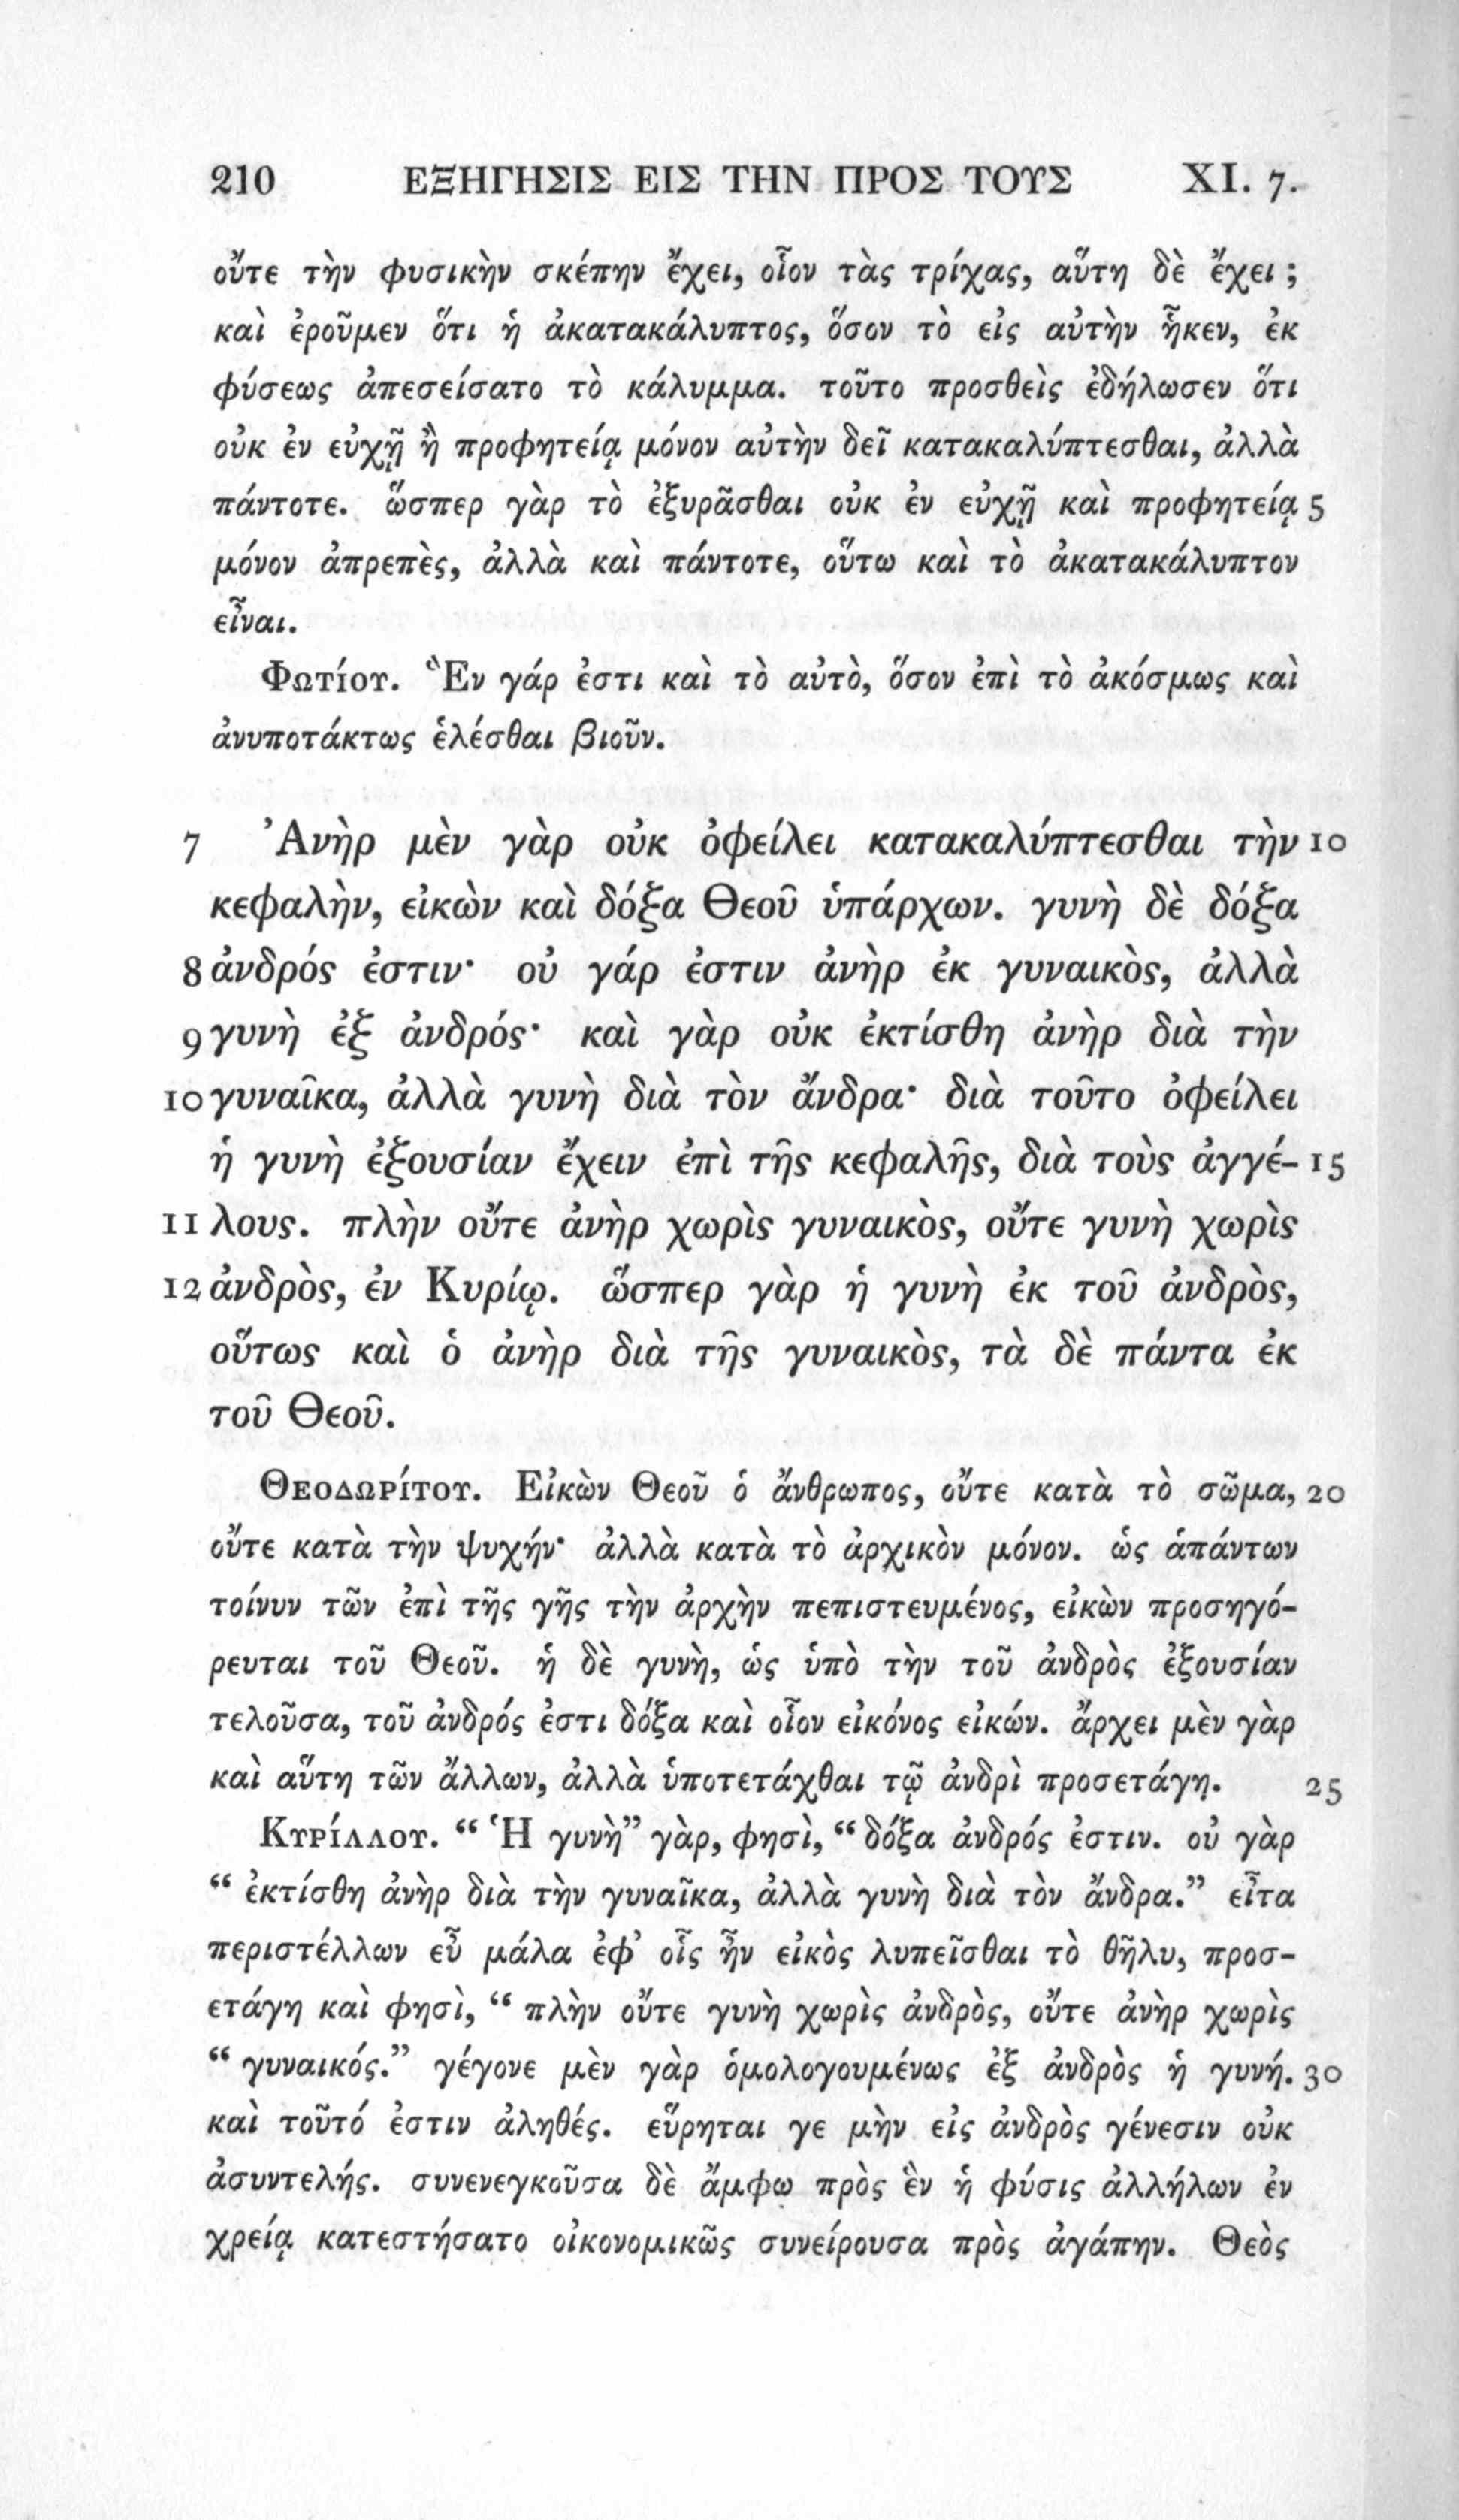 210 ΕΞΗΓΗΣΙΣ ΕΙΣ ΤΗΝ ΠΡΟΣ ΤΟΥΣ XI. 7.
οὔτε τὴν φυσικὴν σκέπην ἔχει, οἷον τὰς τρίχας, αὕτη δὲ ἔχει ;
καὶ ἐροῦμεν ὅτι ἡ ἀκατακάλυπτος, ὅσον τὸ εἰς αὐτὴν ἧκεν, ἐκ
φύσεως ἀπεσείσατο τὸ κάλυμμα. τοῦτο προσθεὶς ἐδήλωσεν ὅτι
οὐκ ἐν εὐχῇ ἢ προφητείᾳ μόνον αὐτὴν δεῖ κατακαλύπτεσθαι, ἀλλὰ
πάντοτε. ὥσπερ γὰρ τὸ ἐξυρᾶσθαι οὐκ ἐν εὐχῇ καὶ προφητείᾳ 5
μόνον ἀπρεπὲς, ἀλλὰ καὶ πάντοτε, οὕτω καὶ τὸ ἀκατακάλυπτον
εἶναι.
Φωτίου. Ἓν γάρ ἐστι καὶ τὸ αὐτὸ, ὅσον ἐπὶ τὸ ἀκόσμως καὶ
ἀνυποτάκτως ἑλέσθαι βιοῦν.
7 Ἀνὴρ μὲν γὰρ οὐκ ὀφείλει κατακαλύπτεσθαι τὴν 10
κεφαλὴν, εἰκὼν καὶ δόξα Θεοῦ ὑπάρχων. γυνὴ δὲ δόξα
8 ἀνδρός ἐστιν· οὐ γάρ ἐστιν ἀνὴρ ἐκ γυναικὸς, ἀλλὰ
9 γυνὴ ἐξ ἀνδρός· καὶ γὰρ οὐκ ἐκτίσθη ἀνὴρ διὰ τὴν
10 γυναῖκα, ἀλλὰ γυνὴ διὰ τὸν ἄνδρα· διὰ τοῦτο ὀφείλει
ἡ γυνὴ ἐξουσίαν ἔχειν ἐπὶ τῆς κεφαλῆς, διὰ τοὺς ἀγγέ- 15
11 λους. πλὴν οὔτε ἀνὴρ χωρὶς γυναικὸς, οὔτε γυνὴ χωρὶς
12 ἀνδρὸς, ἐν Κυρίῳ. ὥσπερ γὰρ ἡ γυνὴ ἐκ τοῦ ἀνδρὸς,
οὕτως καὶ ὁ ἀνὴρ διὰ τῆς γυναικὸς, τὰ δὲ πάντα ἐκ
τοῦ Θεοῦ.
Θεοδωρίτου. Εἰκὼν Θεοῦ ὁ ἄνθρωπος, οὔτε κατὰ τὸ σῶμα, 20
οὔτε κατὰ τὴν ψυχήν· ἀλλὰ κατὰ τὸ ἀρχικὸν μόνον. ὡς ἁπάντων
τοίνυν τῶν ἐπὶ τῆς γῆς τὴν ἀρχὴν πεπιστευμένος, εἰκὼν προσηγό-
ρευται τοῦ Θεοῦ. ἡ δὲ γυνὴ, ὡς ὑπὸ τὴν τοῦ ἀνδρὸς ἐξουσίαν
τελοῦσα, τοῦ ἀνδρός ἐστι δόξα καὶ οἷον εἰκόνος εἰκών. ἄρχει μὲν γὰρ
καὶ αὕτη τῶν ἄλλων, ἀλλὰ ὑποτετάχθαι τῷ ἀνδρὶ προσετάγη. 25
Κυρίλλου. “ Ἡ γυνὴ” γὰρ, φησὶ, “ δόξα ἀνδρός ἐστιν. οὐ γὰρ
“ ἐκτίσθη ἀνὴρ διὰ τὴν γυναῖκα, ἀλλὰ γυνὴ διὰ τὸν ἄνδρα.” εἶτα
περιστέλλων εὖ μάλα ἐφ’ οἷς ἦν εἰκὸς λυπεῖσθαι τὸ θῆλυ, προσ-
ετάγη καὶ φησὶ, “ πλὴν οὔτε γυνὴ χωρὶς ἀνδρὸς, οὔτε ἀνὴρ χωρὶς
“ γυναικός.” γέγονε μὲν γὰρ ὁμολογουμένως ἐξ ἀνδρὸς ἡ γυνή. 30
καὶ τοῦτό ἐστιν ἀληθές. εὕρηται γε μὴν εἰς ἀνδρὸς γένεσιν οὐκ
ἀσυντελής. συνενεγκοῦσα δὲ ἄμφω πρὸς ἓν ἡ φύσις ἀλλήλων ἐν
χρείᾳ κατεστήσατο οἰκονομικῶς συνείρουσα πρὸς ἀγάπην. Θεὸς